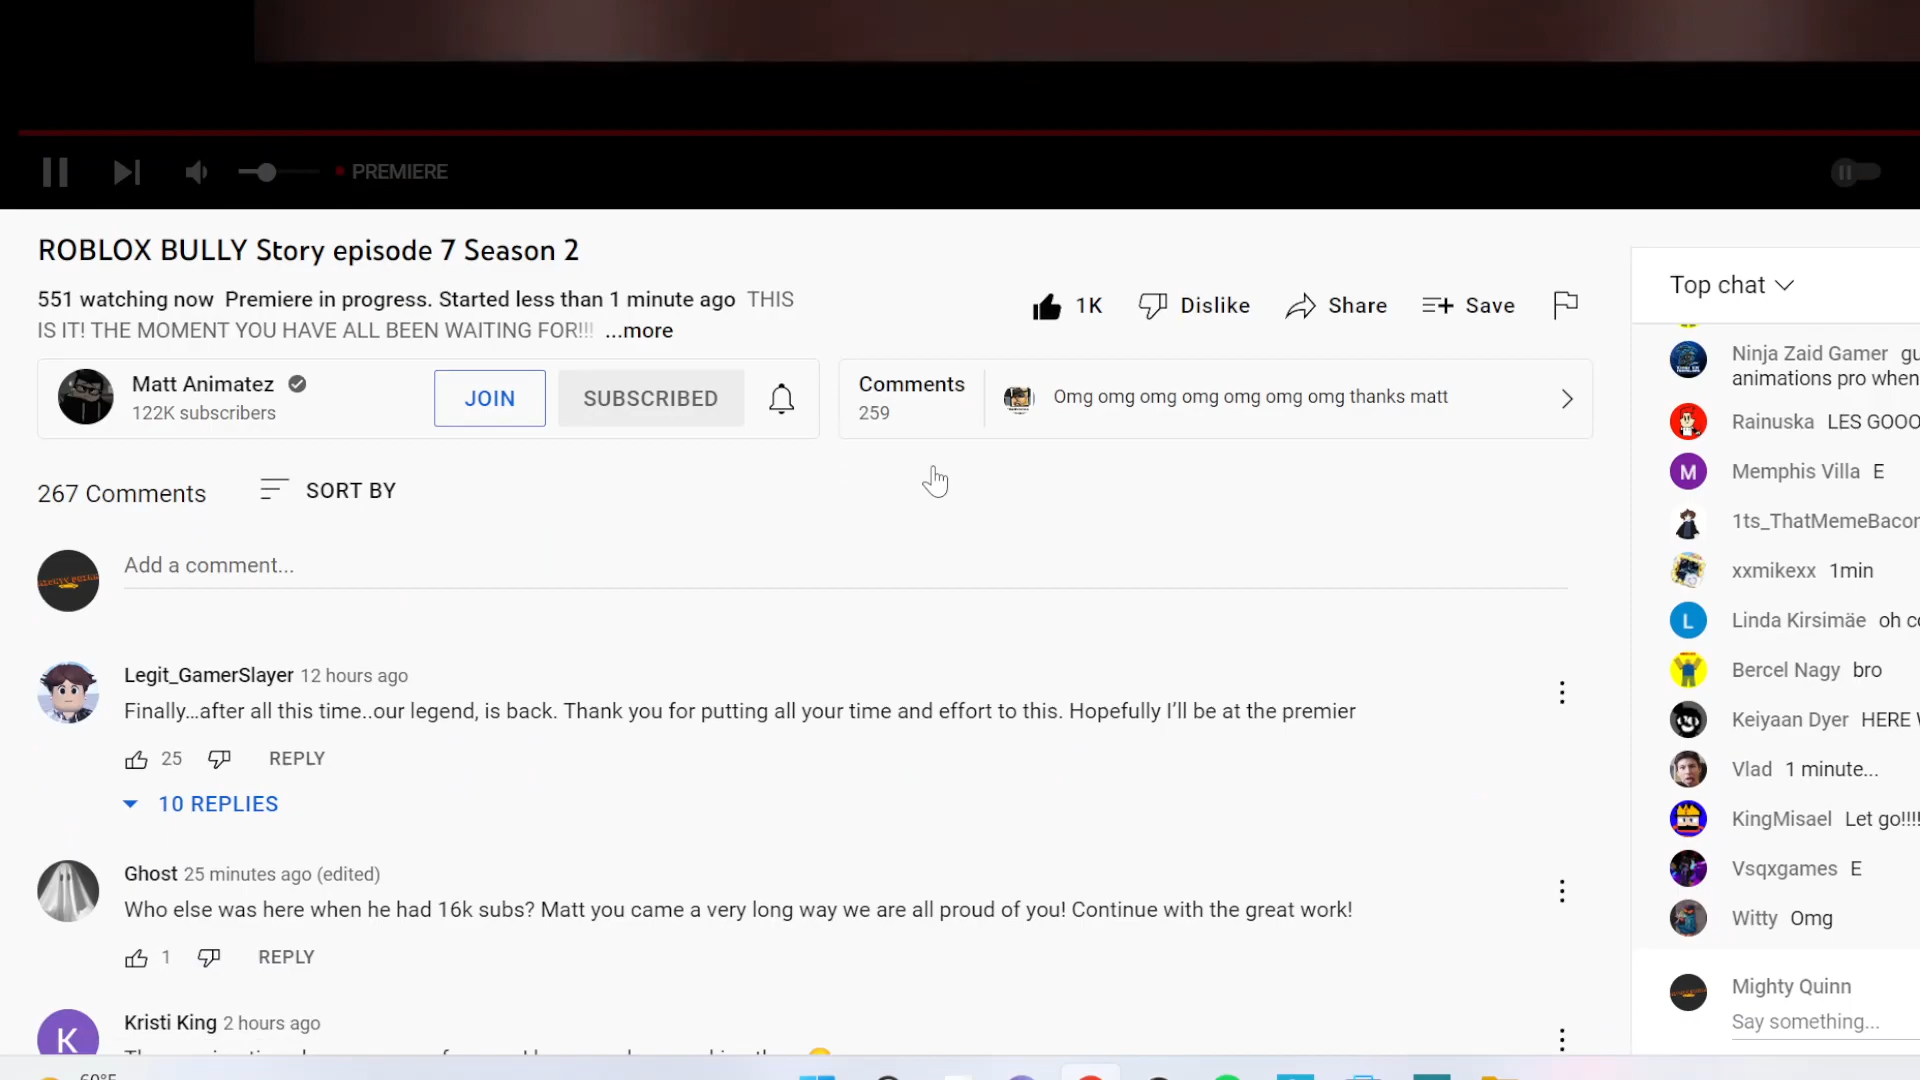 PREMIERE
ROBLOX BULLY Story episode 7 Season 2
551 watching now Premiere in progress. Started less than 1 minute ago THIS
IS IT! THE MOMENT YOU HAVE ALL BEEN WAITING FOR!!! ...more
1K Dislike Share Save
Matt Animatez
122K subscribers
JOIN SUBSCRIBED
Comments
259
Omg omg omg omg omg omg omg thanks matt
267 Comments SORT BY
Add a comment...
Legit_GamerSlayer 12 hours ago
Finally…after all this time..our legend, is back. Thank you for putting all your time and effort to this. Hopefully I’ll be at the premier
25 REPLY
10 REPLIES
Ghost 25 minutes ago (edited)
Who else was here when he had 16k subs? Matt you came a very long way we are all proud of you! Continue with the great work!
1 REPLY
K
Kristi King 2 hours ago
Top chat
Ninja Zaid Gamer
animations pro when
Rainuska LES GOOO
M Memphis Villa E
1ts_ThatMemeBacon
xxmikexx 1min
L Linda Kirsimäe oh
Bercel Nagy bro
Keiyaan Dyer HERE
Vlad 1 minute...
KingMisael Let go!!!!
Vsqxgames E
Witty Omg
Mighty Quinn
Say something...
60°F